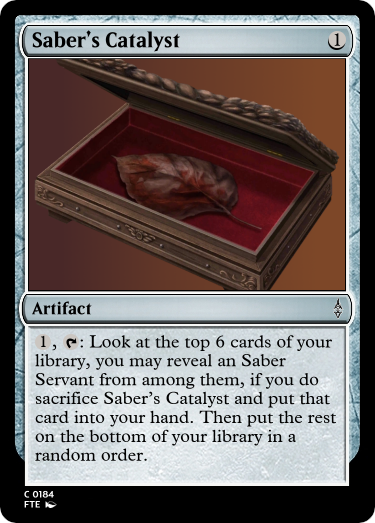 Saber's Catalyst 1
Artifact
1, : Look at the top 6 cards of your
library, you may reveal an Saber
Servant from among them, if you do
sacrifice Saber's Catalyst and put that
card into your hand. Then put the rest
on the bottom of your library in a
random order.
C 0184
FTE